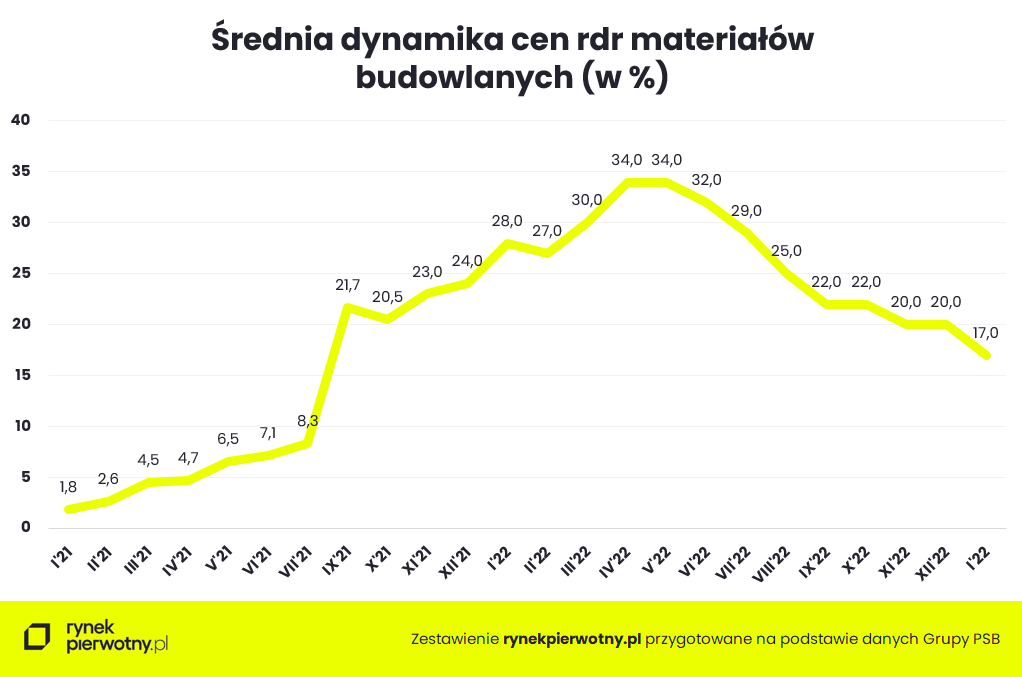 Średnia dynamika cen rdr materiałów
budowlanych (w %)
40
35
30
25
20
15
10
5
0
1,8
2,6
4,5
4,7
6,5
7,1
8,3
21,7
20,5
23,0
24,0
28,0
27,0
30,0
34,0
34,0
32,0
29,0
25,0
22,0
22,0
20,0
20,0
17,0
I'21
II'21
III'21
IV'21
V'21
VI'21
VII'21
IX'21
X'21
XI'21
XII'21
I'22
II'22
III'22
IV'22
V'22
VI'22
VII'22
VIII'22
IX'22
X'22
XI'22
XII'22
I'22
rynek
pierwotny.pl
Zestawienie rynekpierwotny.pl przygotowane na podstawie danych Grupy PSB